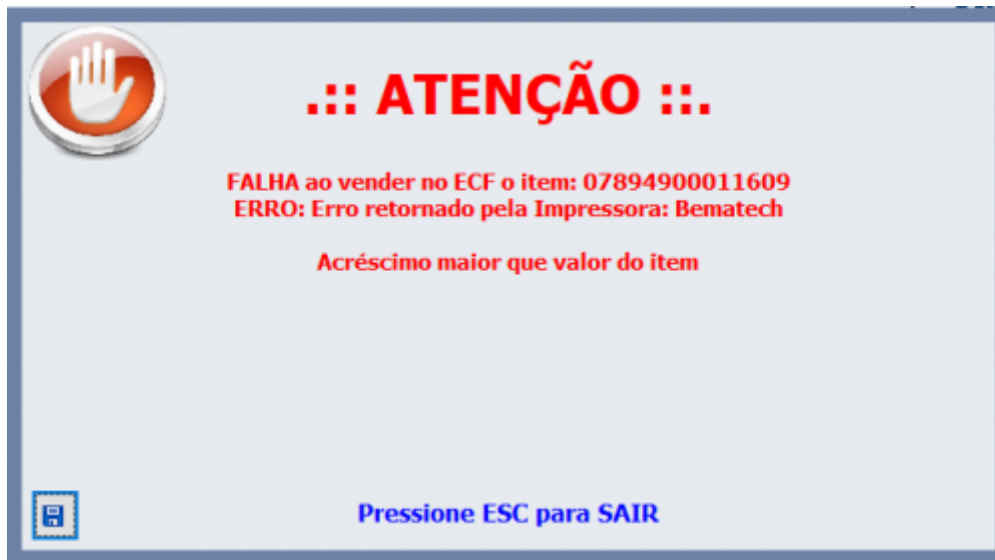 .:: ATENÇÃO ::.
FALHA ao vender no ECF o item: 07894900011609
ERRO: Erro retornado pela Impressora: Bematech
Acréscimo maior que valor do item
Pressione ESC para SAIR